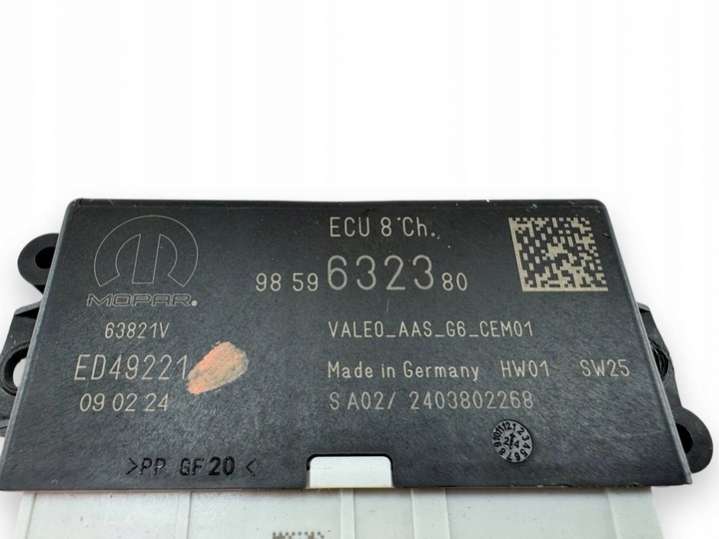 ECU 8 Ch.
98 59 6323 80
MOPAR®
63821V
VALEO_AAS_G6_CEM01
ED49221
Made in Germany HW01 SW25
09 02 24
SA02/ 2403802268
>PP GF20<